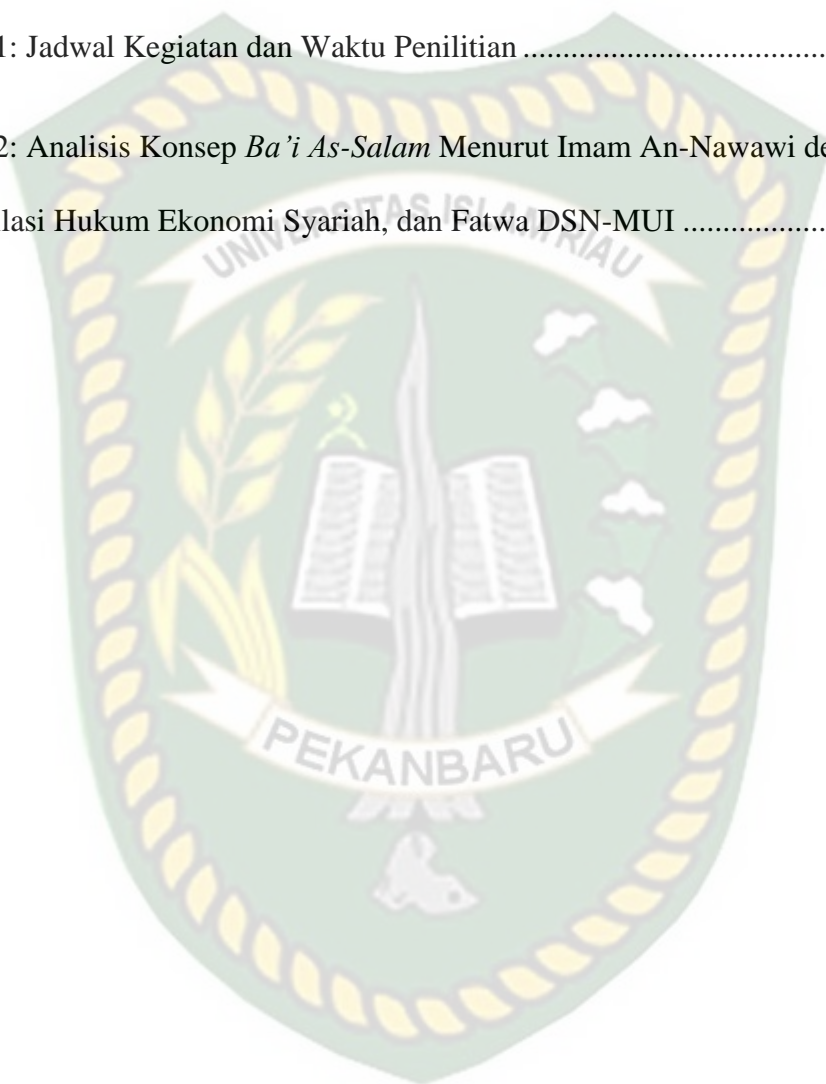 1: Jadwal Kegiatan dan Waktu Penilitian ......................................
2: Analisis Konsep Ba’i As-Salam Menurut Imam An-Nawawi de
lasi Hukum Ekonomi Syariah, dan Fatwa DSN-MUI ..................
UNIVERSITAS ISLAM RIAU
PEKANBARU